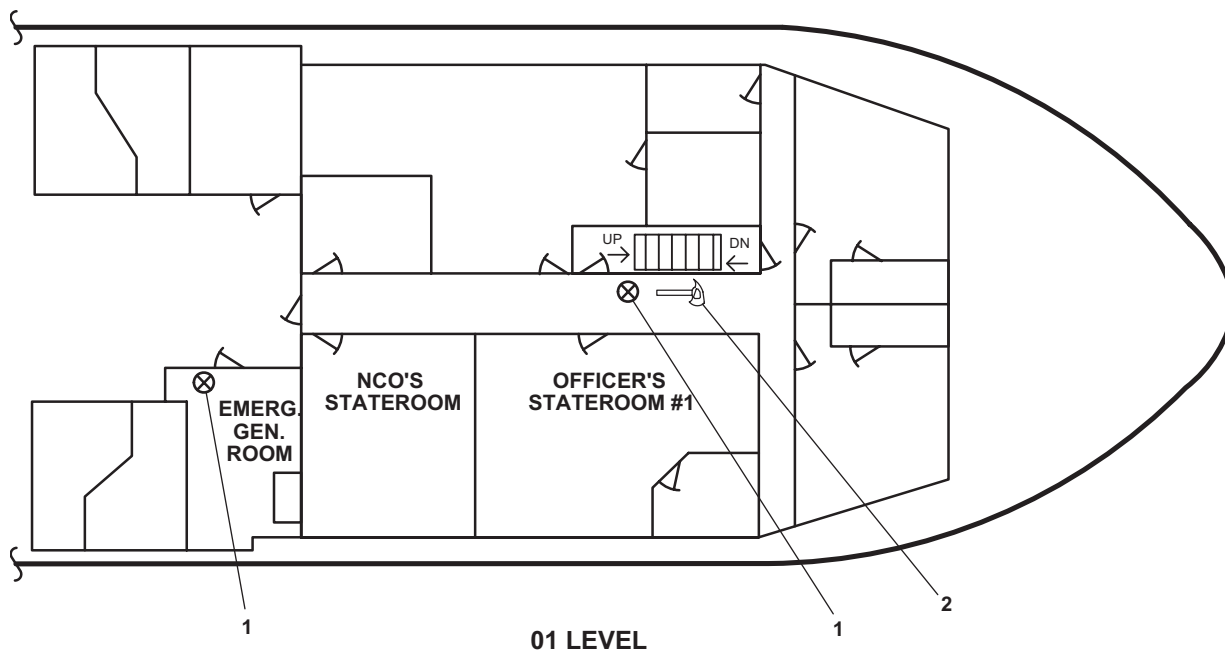 UP
DN
NCO'S
STATEROOM
OFFICER'S
STATEROOM #1
EMERG.
GEN.
ROOM
1
1
2
01 LEVEL